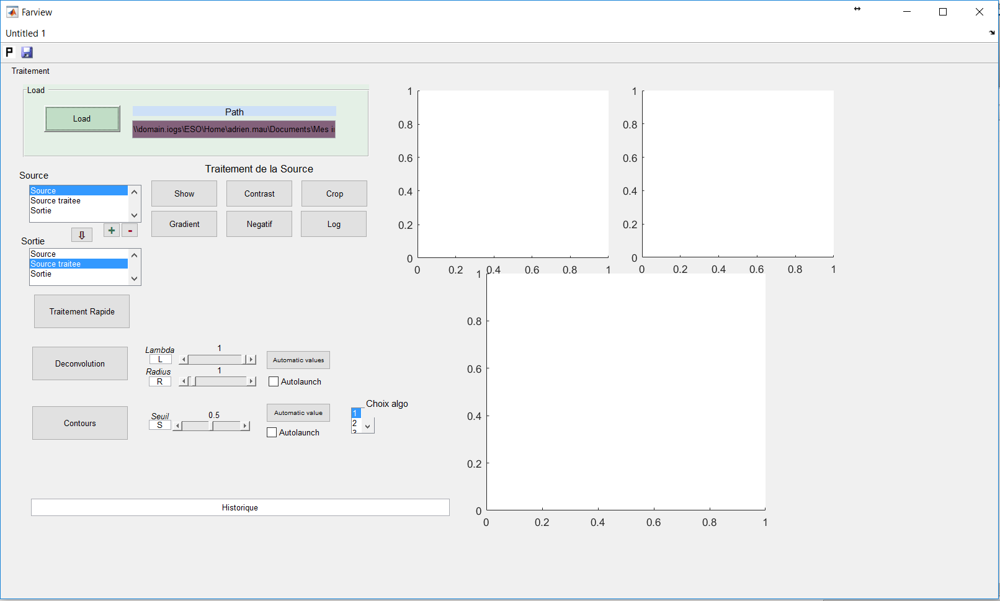 Farview
Untitled 1
P
Traitement
Load
Load
Path
\\domain.iogs\ESO\Home\adrien.mau\Documents\Mes i
Source
Source
Source traitee
Sortie
+ -
Sortie
Source
Source traitee
Sortie
Traitement de la Source
Show Contrast Crop
Gradient Negatif Log
Traitement Rapide
Deconvolution
Lambda
L
1
Radius
R
1
Automatic values
Autolaunch
Contours
Seuil
S
0.5
Automatic value
Autolaunch
Choix algo
1
2
Historique
1
0.8
0.6
0.4
0.2
0
0 0.2 0.4 0.6 0.8 1
1
0.8
0.6
0.4
0.2
0
0 0.2 0.4 0.6 0.8 1
1
0.8
0.6
0.4
0.2
0
0 0.2 0.4 0.6 0.8 1